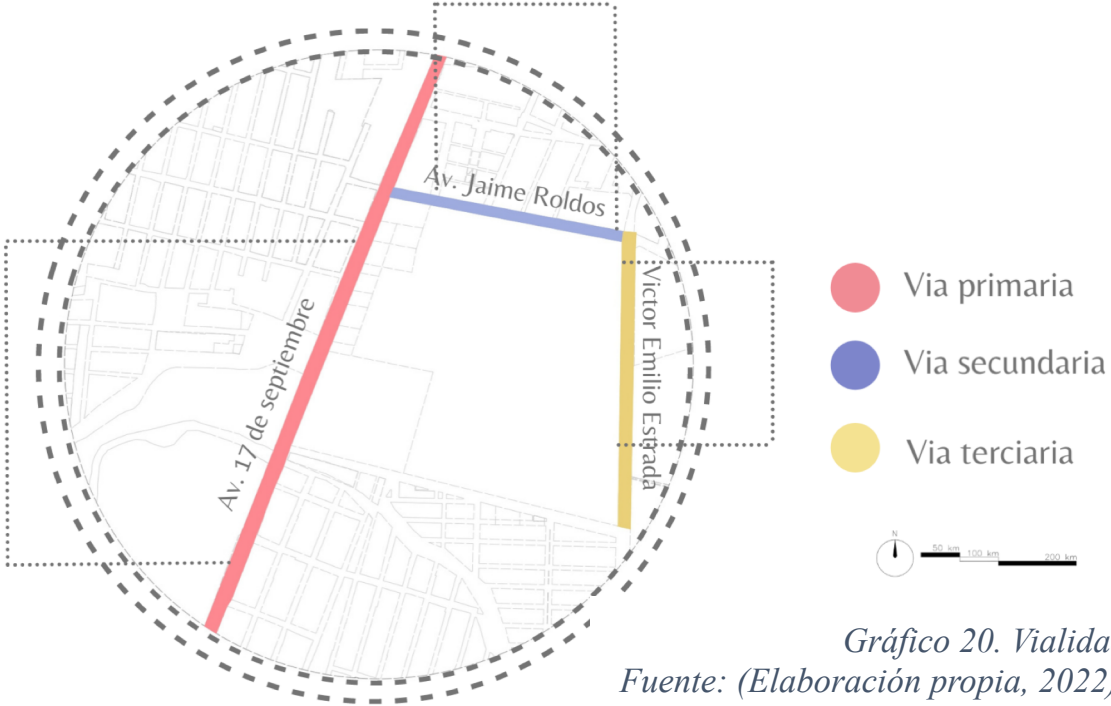 Av. Jaime Roldos
Av. 17 de septiembre
Victor Emilio Estrada
Via primaria
Via secundaria
Via terciaria
N
50 km 100 km 200 km
Gráfico 20. Vialida
Fuente: (Elaboración propia, 2022)